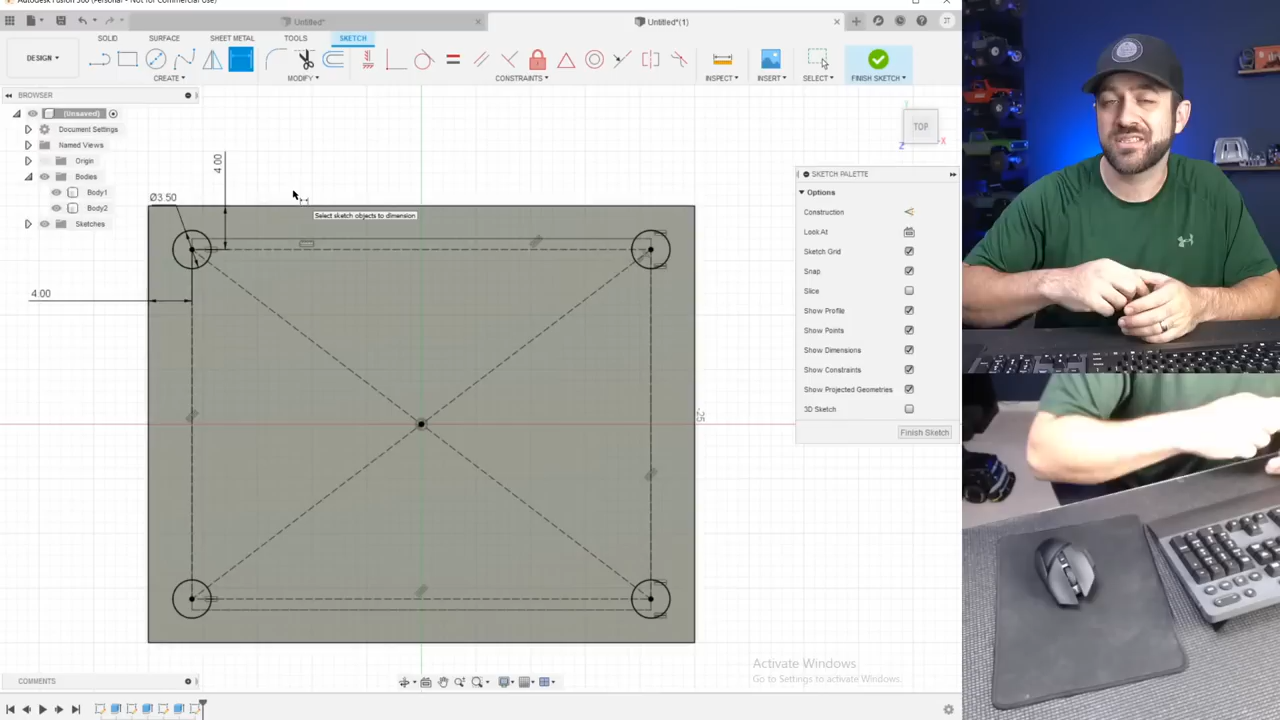 Autodesk Fusion 360 (Personal - Not for Commercial Use)
Untitled*
Untitled*(1)
JT
SOLID
SURFACE
SHEET METAL
TOOLS
SKETCH
DESIGN
CREATE
MODIFY
CONSTRAINTS
INSPECT
INSERT
SELECT
FINISH SKETCH
BROWSER
(Unsaved)
Document Settings
Named Views
Origin
Bodies
Body1
Body2
Sketches
TOP
Z
X
4.00
Ø3.50
Select sketch objects to dimension
4.00
-25
SKETCH PALETTE
Options
Construction
Look At
Sketch Grid
Snap
Slice
Show Profile
Show Points
Show Dimensions
Show Constraints
Show Projected Geometries
3D Sketch
Finish Sketch
Activate Windows
Go to Settings to activate Windows.
COMMENTS